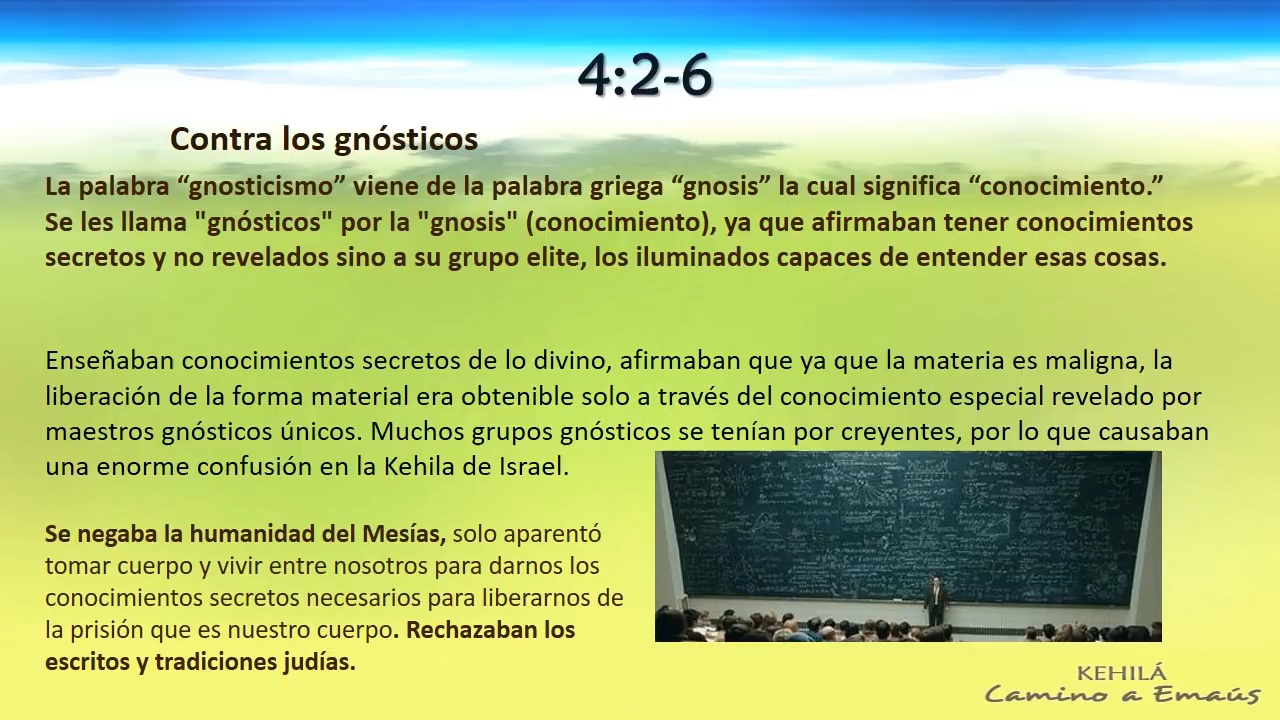 4:2-6
Contra los gnósticos
La palabra “gnosticismo” viene de la palabra griega “gnosis” la cual significa “conocimiento.”
Se les llama "gnósticos" por la "gnosis" (conocimiento), ya que afirmaban tener conocimientos
secretos y no revelados sino a su grupo elite, los iluminados capaces de entender esas cosas.
Enseñaban conocimientos secretos de lo divino, afirmaban que ya que la materia es maligna, la
liberación de la forma material era obtenible solo a través del conocimiento especial revelado por
maestros gnósticos únicos. Muchos grupos gnósticos se tenían por creyentes, por lo que causaban
una enorme confusión en la Kehila de Israel.
Se negaba la humanidad del Mesías, solo aparentó
tomar cuerpo y vivir entre nosotros para darnos los
conocimientos secretos necesarios para liberarnos de
la prisión que es nuestro cuerpo. Rechazaban los
escritos y tradiciones judías.
KEHILÁ
Camino a Emaús